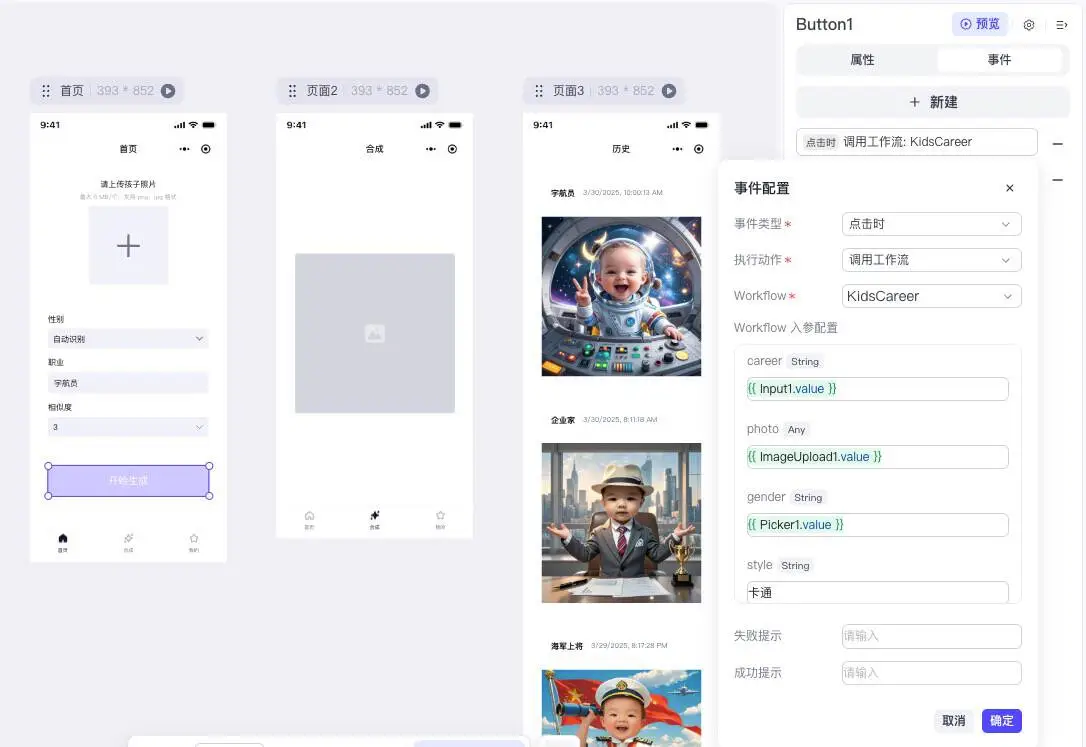 Button1
预览
属性
事件
+ 新建
点击时 调用工作流: KidsCareer
首页 393 * 852
9:41
首页
请上传孩子照片
性别
自动识别
职业
宇航员
相似度
3
开始生成
首页
合成
我的
页面2 393 * 852
9:41
合成
首页
合成
我的
页面3 393 * 852
9:41
历史
宇航员 3/30/2025, 10:00:13 AM
企业家 3/30/2025, 8:11:18 AM
海军上将 3/29/2025, 8:17:28 PM
事件配置
事件类型* 点击时
执行动作* 调用工作流
Workflow* KidsCareer
Workflow 入参配置
career String
{{ Input1.value }}
photo Any
{{ ImageUpload1.value }}
gender String
{{ Picker1.value }}
style String
卡通
失败提示 请输入
成功提示 请输入
取消
确定